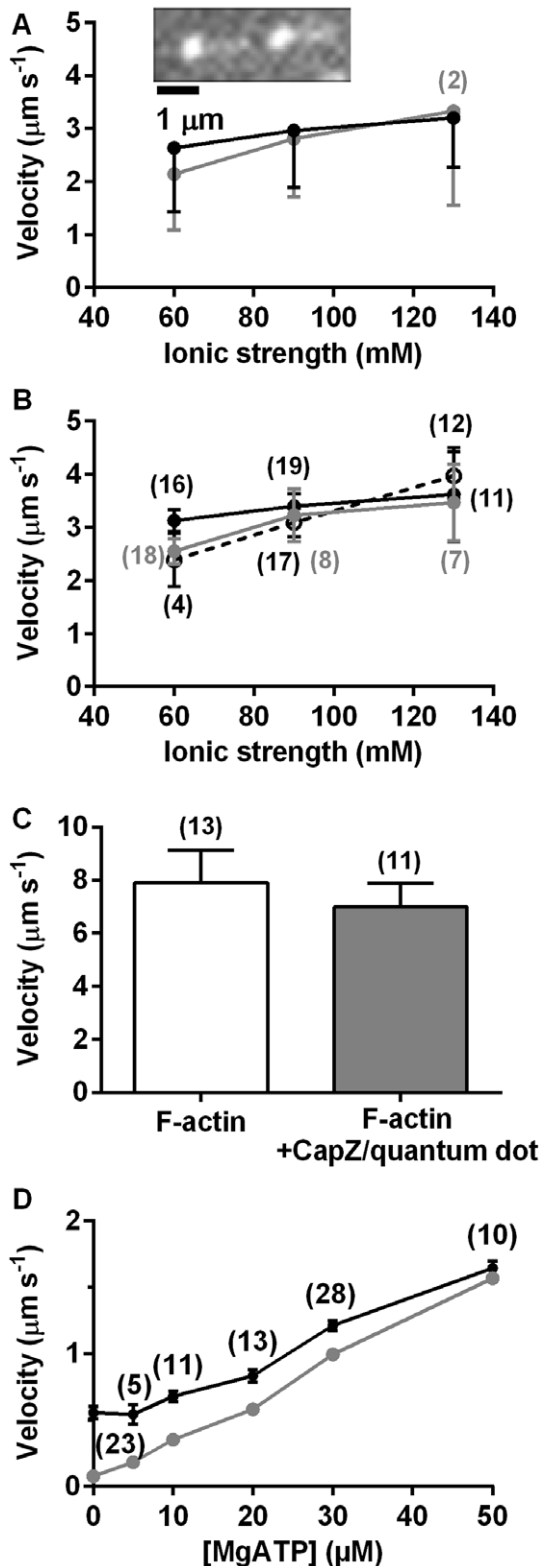 A
5
4
3
2
1
0
Velocity (μm s⁻¹)
1 μm
(2)
40 60 80 100 120 140
Ionic strength (mM)
B
5
4
3
2
1
0
Velocity (μm s⁻¹)
(16) (19) (12)
(11)
(18) (17) (8) (7)
(4)
40 60 80 100 120 140
Ionic strength (mM)
C
10
8
6
4
2
0
Velocity (μm s⁻¹)
(13) (11)
F-actin F-actin
+CapZ/quantum dot
D
2
1
0
Velocity (μm s⁻¹)
(10)
(28)
(13)
(11)
(5)
(23)
0 10 20 30 40 50
[MgATP] (μM)